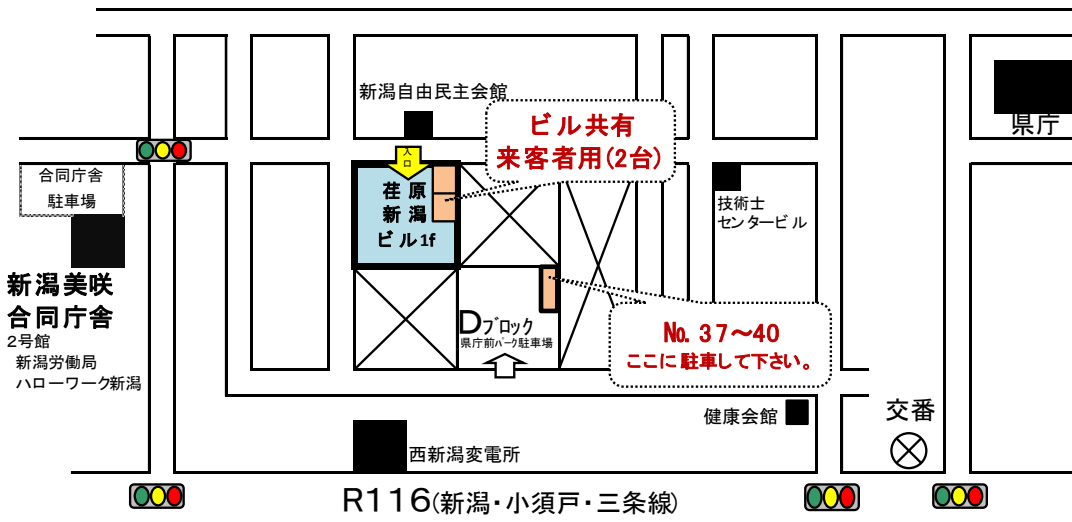 新潟自由民主会館
ビル共有
来客者用(2台)
県庁
入口
合同庁舎
駐車場
荏原
新潟
ビル1f
技術士
センタービル
新潟美咲
合同庁舎
2号館
新潟労働局
ハローワーク新潟
Dブロック
県庁前パーク駐車場
No. 37～40
ここに駐車して下さい。
健康会館
交番
西新潟変電所
R116(新潟・小須戸・三条線)